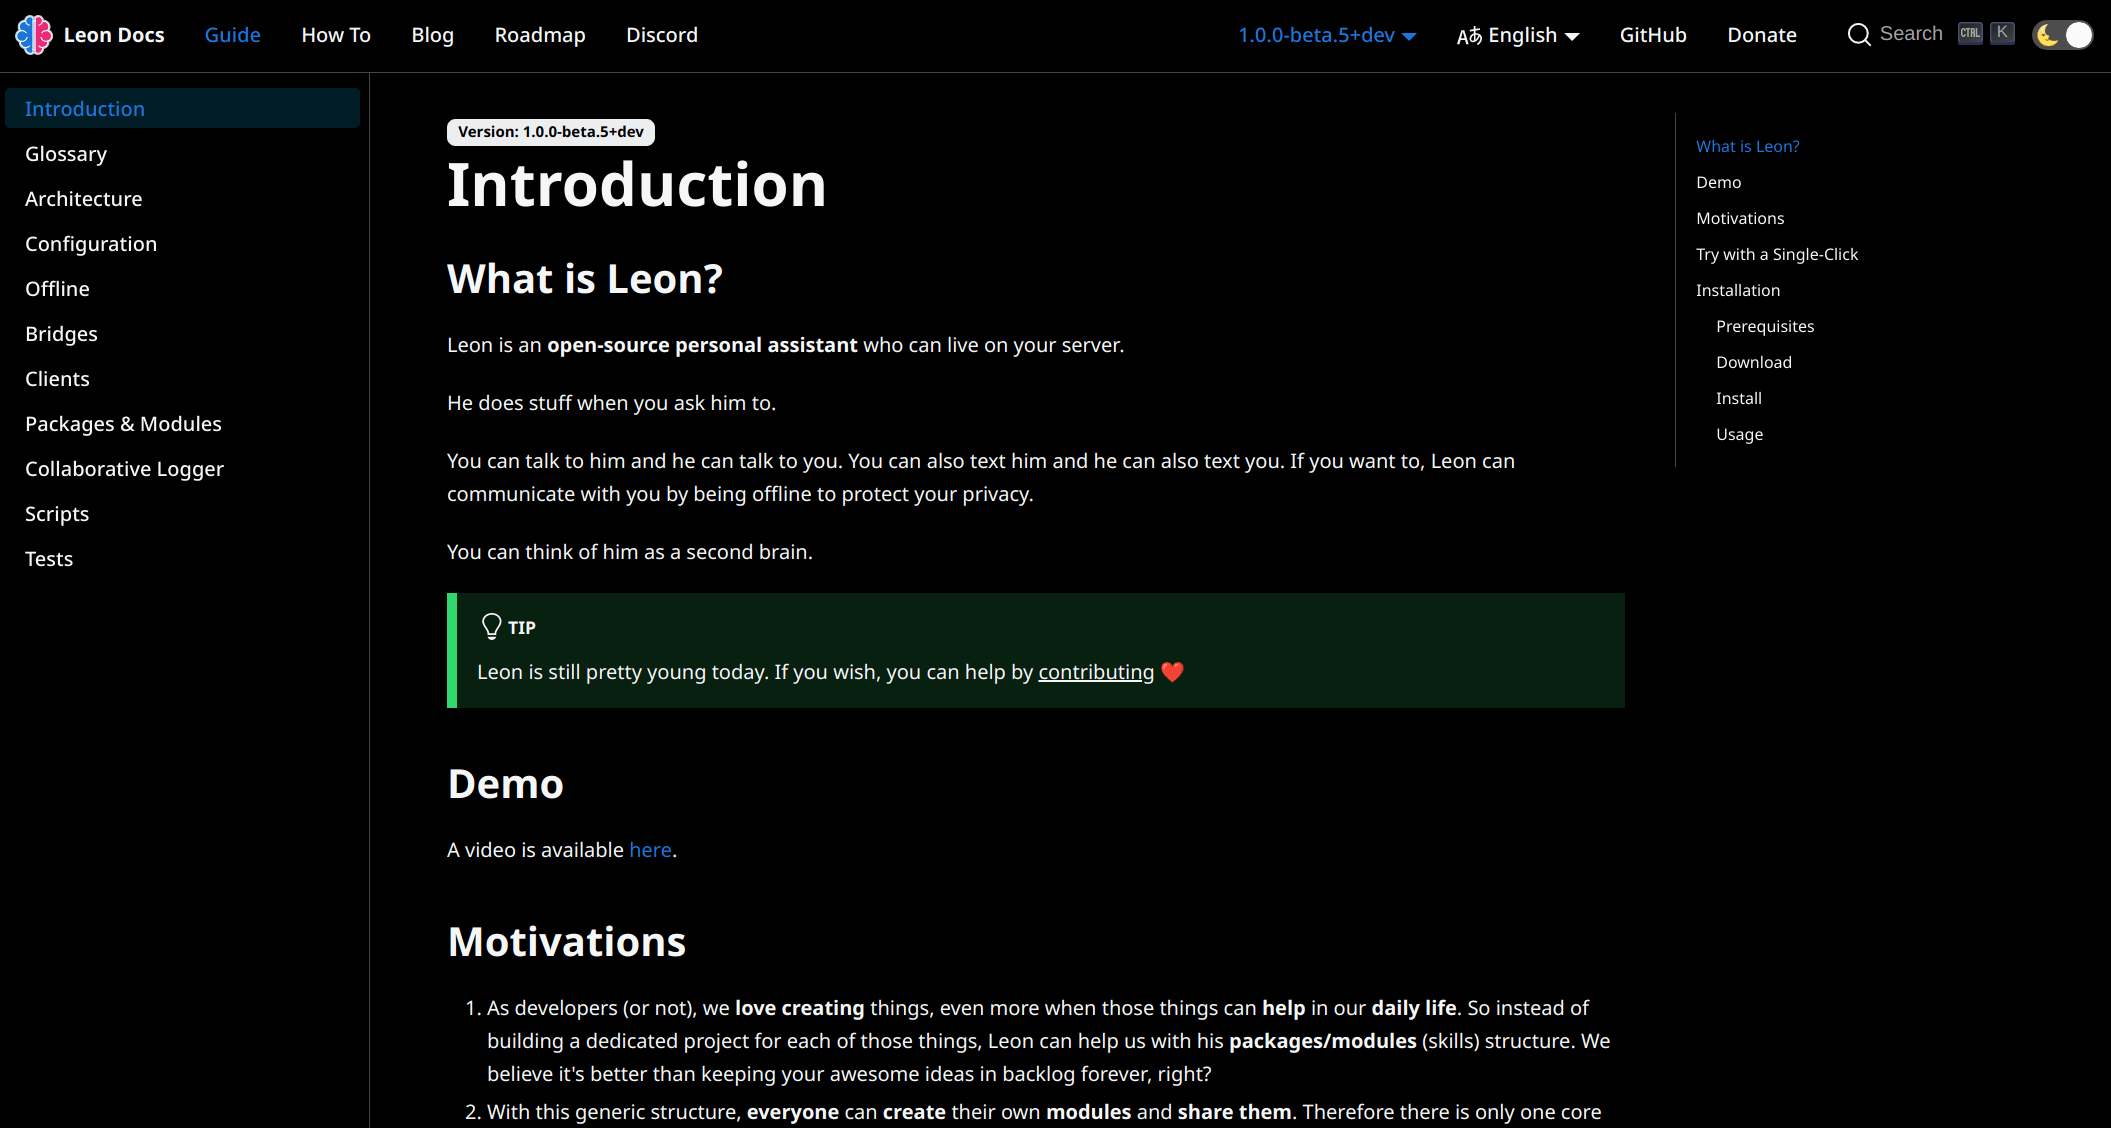 Leon Docs Guide How To Blog Roadmap Discord 1.0.0-beta.5+dev Aあ English GitHub Donate Search CTRL K
Introduction
Glossary
Architecture
Configuration
Offline
Bridges
Clients
Packages & Modules
Collaborative Logger
Scripts
Tests
Version: 1.0.0-beta.5+dev
Introduction
What is Leon?
Leon is an open-source personal assistant who can live on your server.
He does stuff when you ask him to.
You can talk to him and he can talk to you. You can also text him and he can also text you. If you want to, Leon can
communicate with you by being offline to protect your privacy.
You can think of him as a second brain.
TIP
Leon is still pretty young today. If you wish, you can help by contributing ❤️
Demo
A video is available here.
Motivations
1. As developers (or not), we love creating things, even more when those things can help in our daily life. So instead of
building a dedicated project for each of those things, Leon can help us with his packages/modules (skills) structure. We
believe it's better than keeping your awesome ideas in backlog forever, right?
2. With this generic structure, everyone can create their own modules and share them. Therefore there is only one core
What is Leon?
Demo
Motivations
Try with a Single-Click
Installation
Prerequisites
Download
Install
Usage